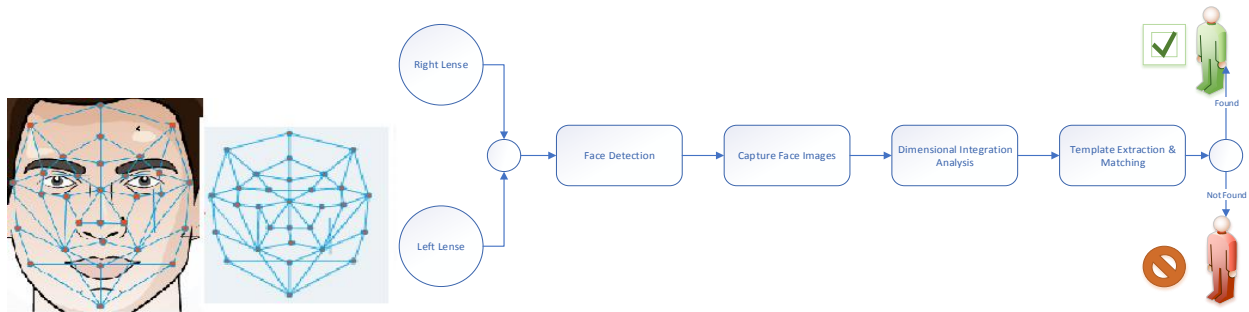 Right Lense
Left Lense
Face Detection
Capture Face Images
Dimensional Integration
Analysis
Template Extraction &
Matching
Found
Not Found